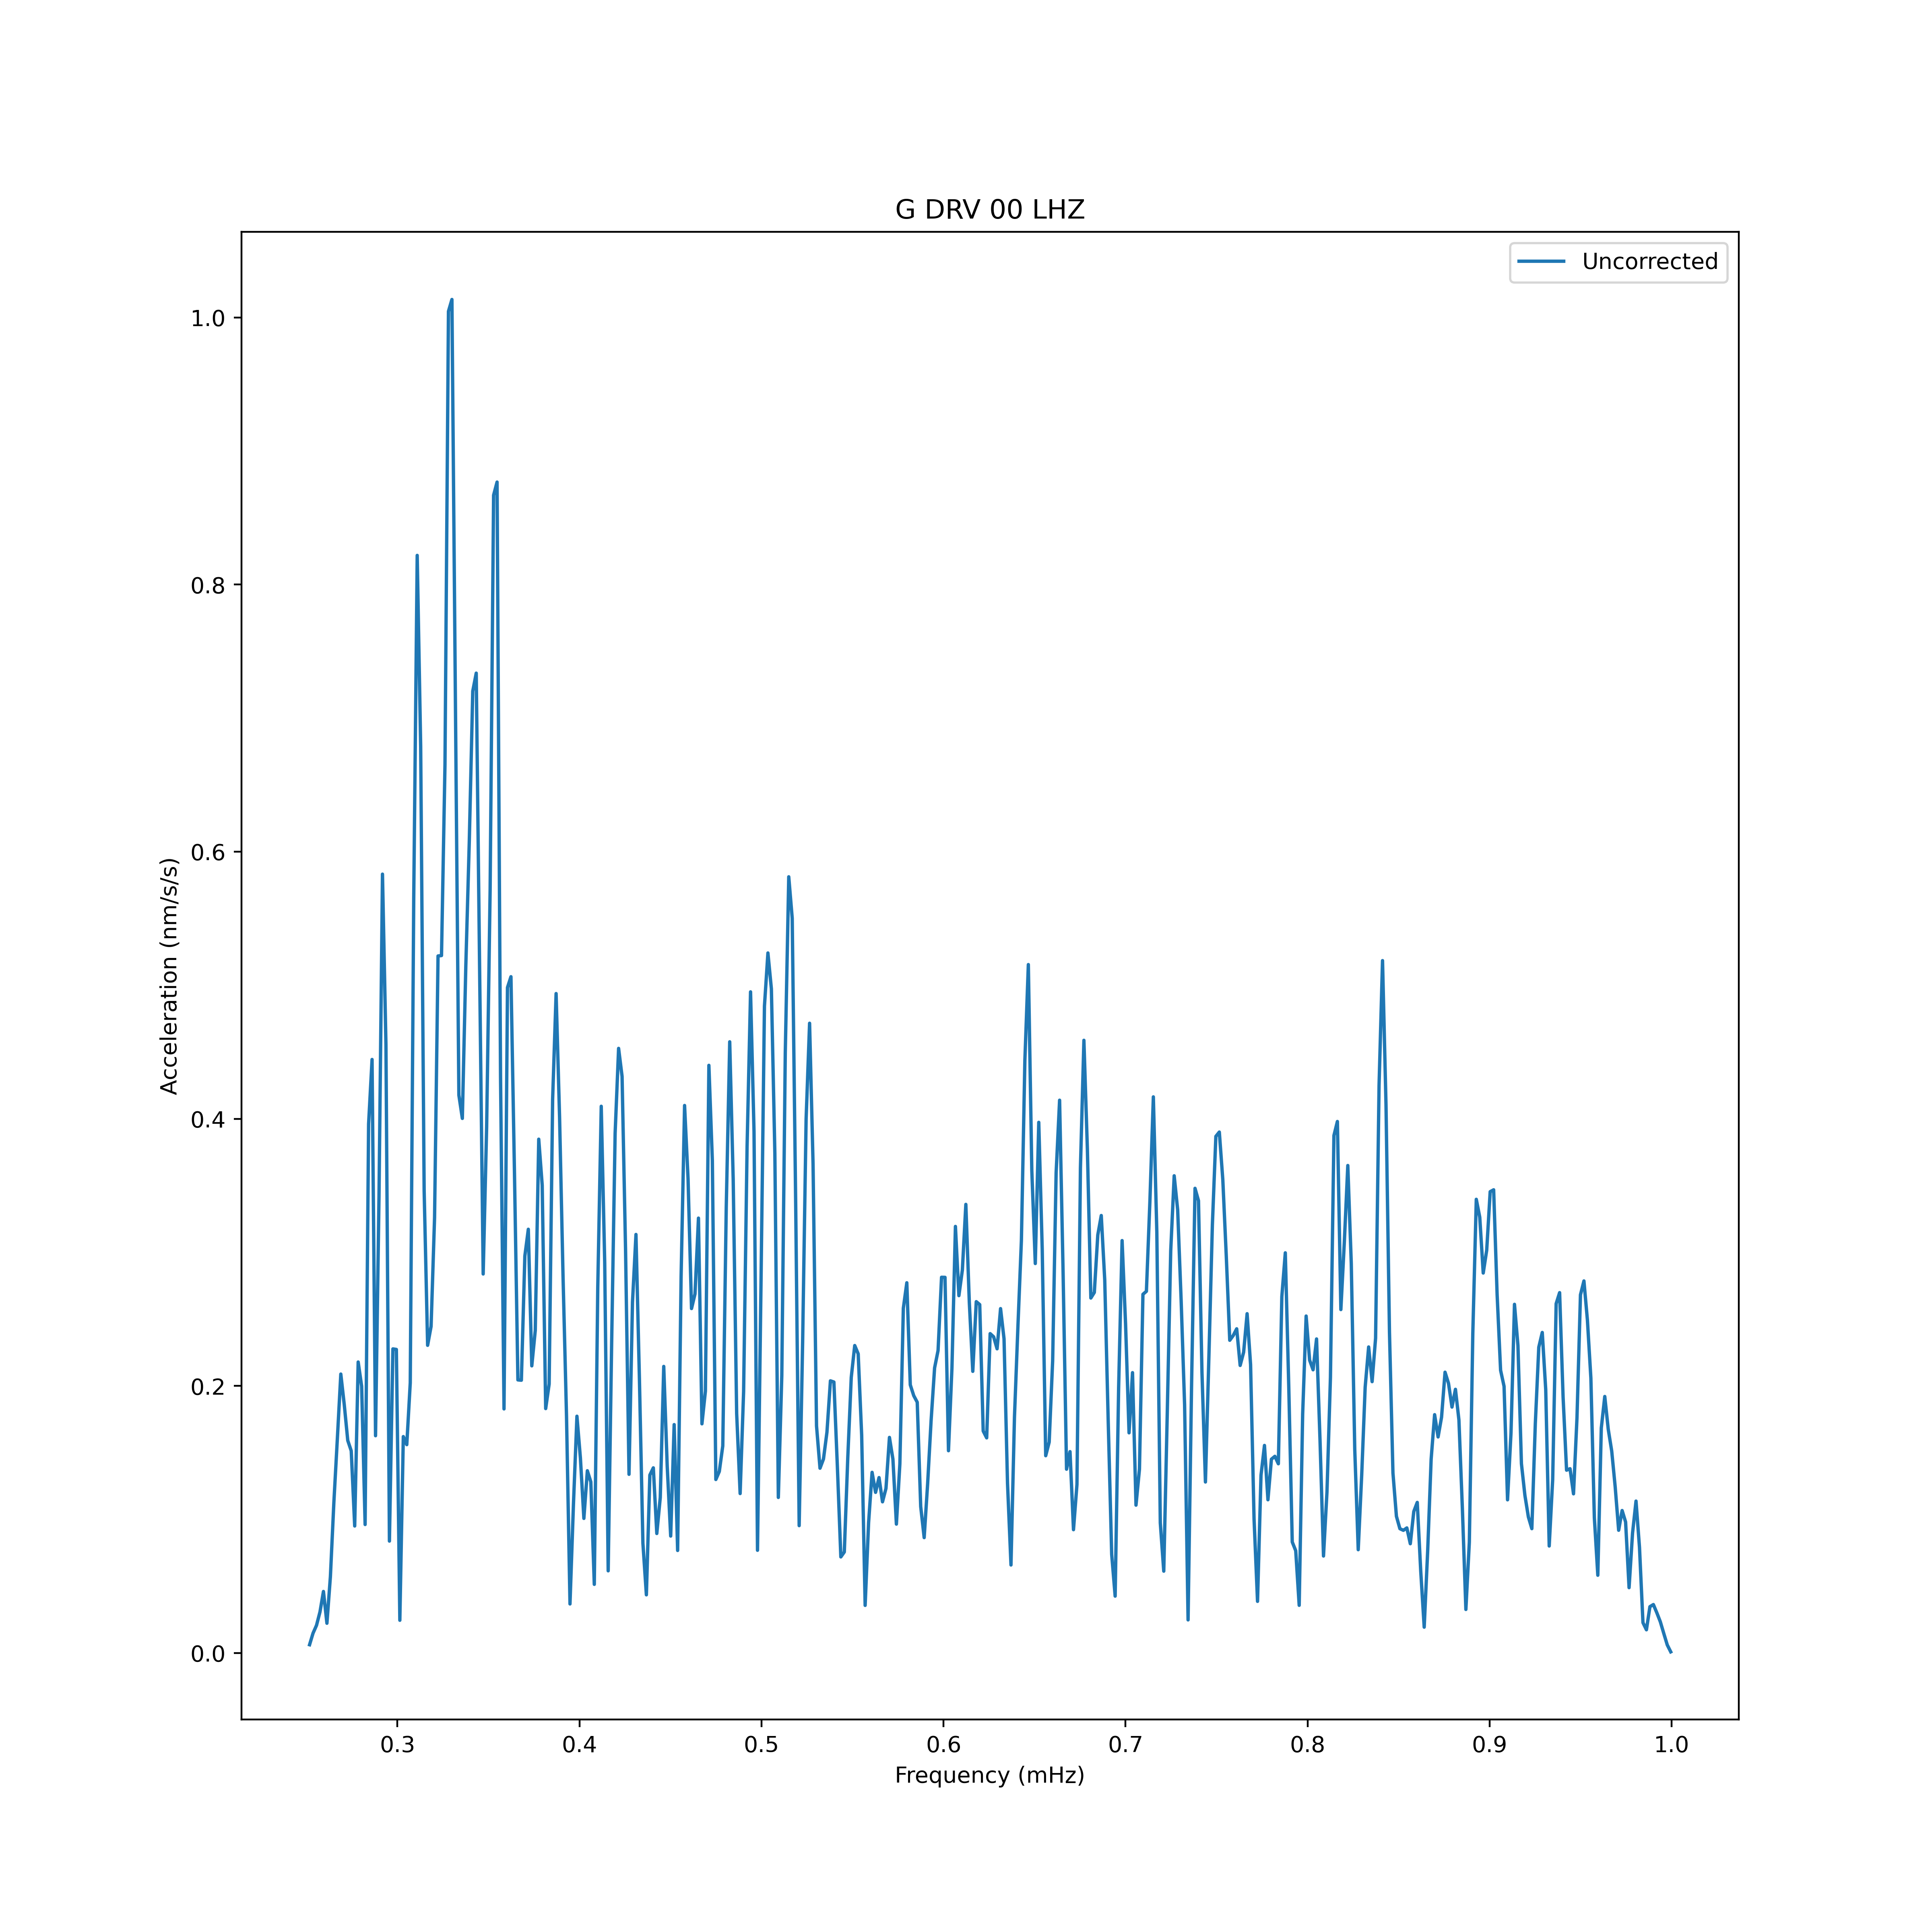 G DRV 00 LHZ
Uncorrected
1.0
0.8
0.6
0.4
0.2
0.0
Acceleration (nm/s/s)
0.3 0.4 0.5 0.6 0.7 0.8 0.9 1.0
Frequency (mHz)